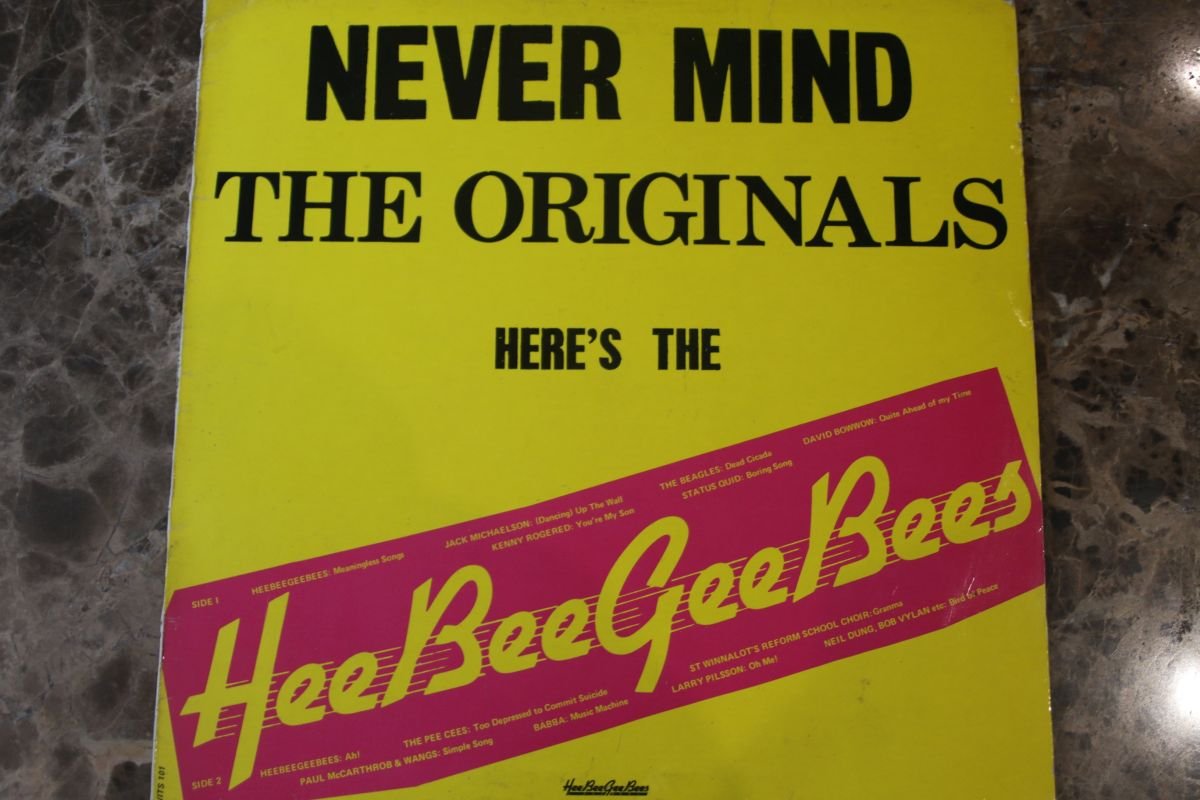 NEVER MIND
THE ORIGINALS
HERE'S THE
SIDE 1
HEEBEEGEEBEES: Meaningless Songs
JACK MICHAELSON: (Dancing) Up The Wall
KENNY ROGERED: You're My Son
THE BEAGLES: Dead Cicada
STATUS QUID: Boring Song
DAVID BOWWOW: Quite Ahead of my Time
HeeBeeGeeBees
SIDE 2
HEEBEEGEEBEES: Ah!
PAUL McCARTHROB & WANGS: Simple Song
THE PEE CEES: Too Depressed to Commit Suicide
BABBA: Music Machine
ST WINNALOT'S REFORM SCHOOL CHOIR: Granma
LARRY PILSSON: Oh Me!
NEIL DUNG, BOB VYLAN etc: Bird of Peace
HeeBeeGeeBees
ITS 101